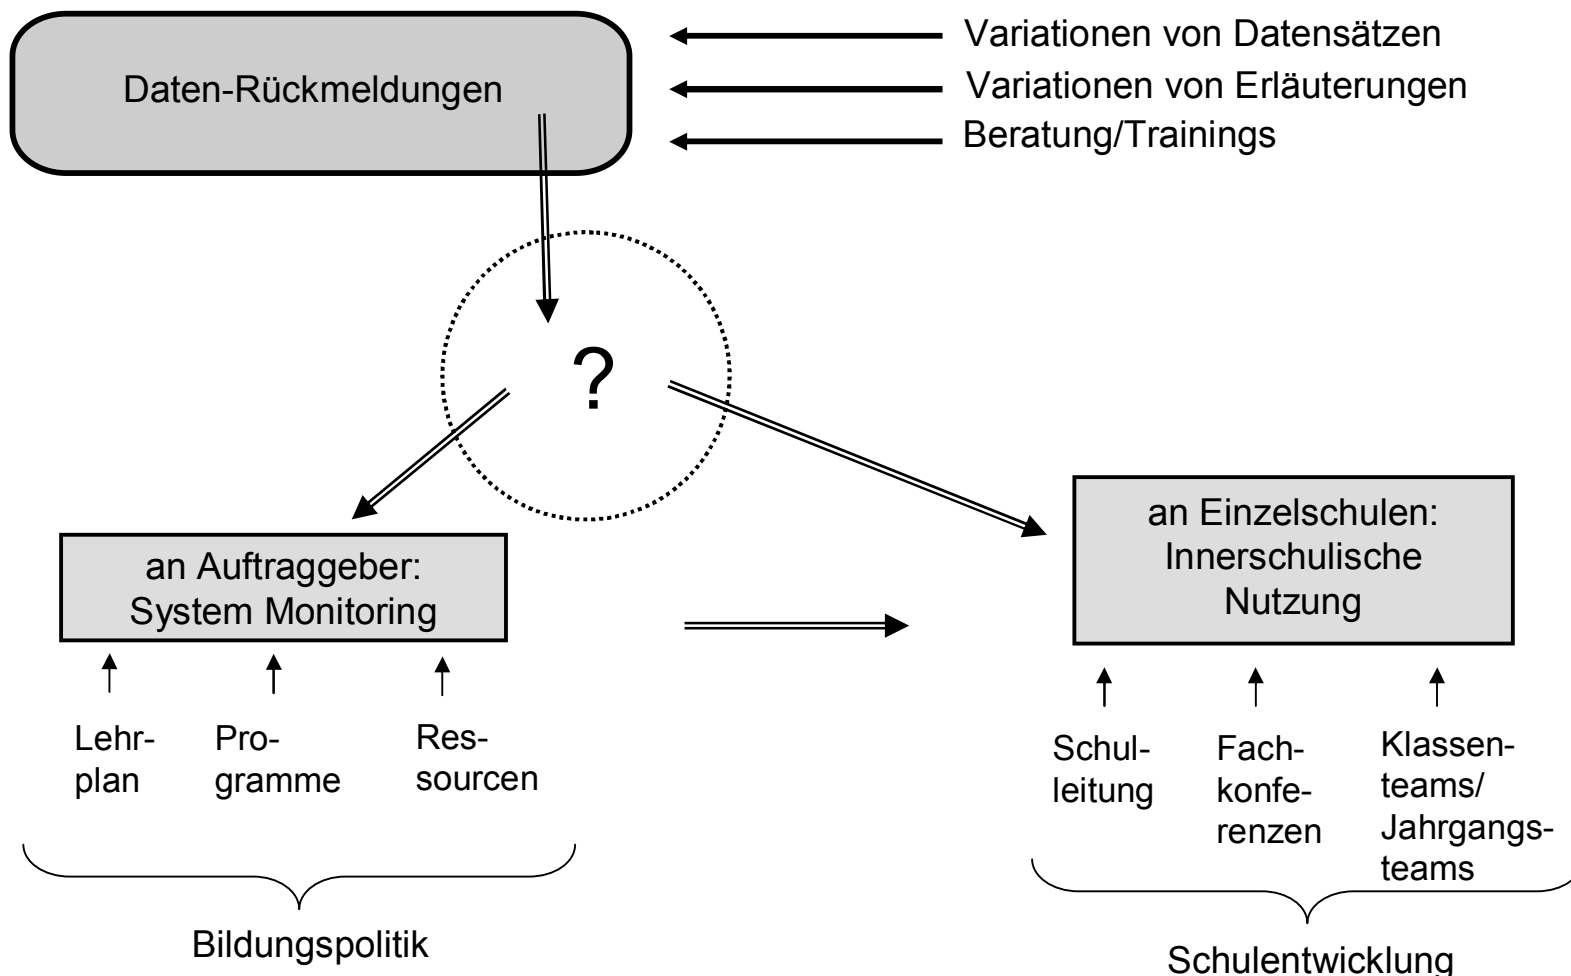 Daten-Rückmeldungen
Variationen von Datensätzen
Variationen von Erläuterungen
Beratung/Trainings
?
an Auftraggeber:
System Monitoring
an Einzelschulen:
Innerschulische
Nutzung
Lehr-
plan
Pro-
gramme
Res-
sourcen
Schul-
leitung
Fach-
konfe-
renzen
Klassen-
teams/
Jahrgangs-
teams
Bildungspolitik
Schulentwicklung